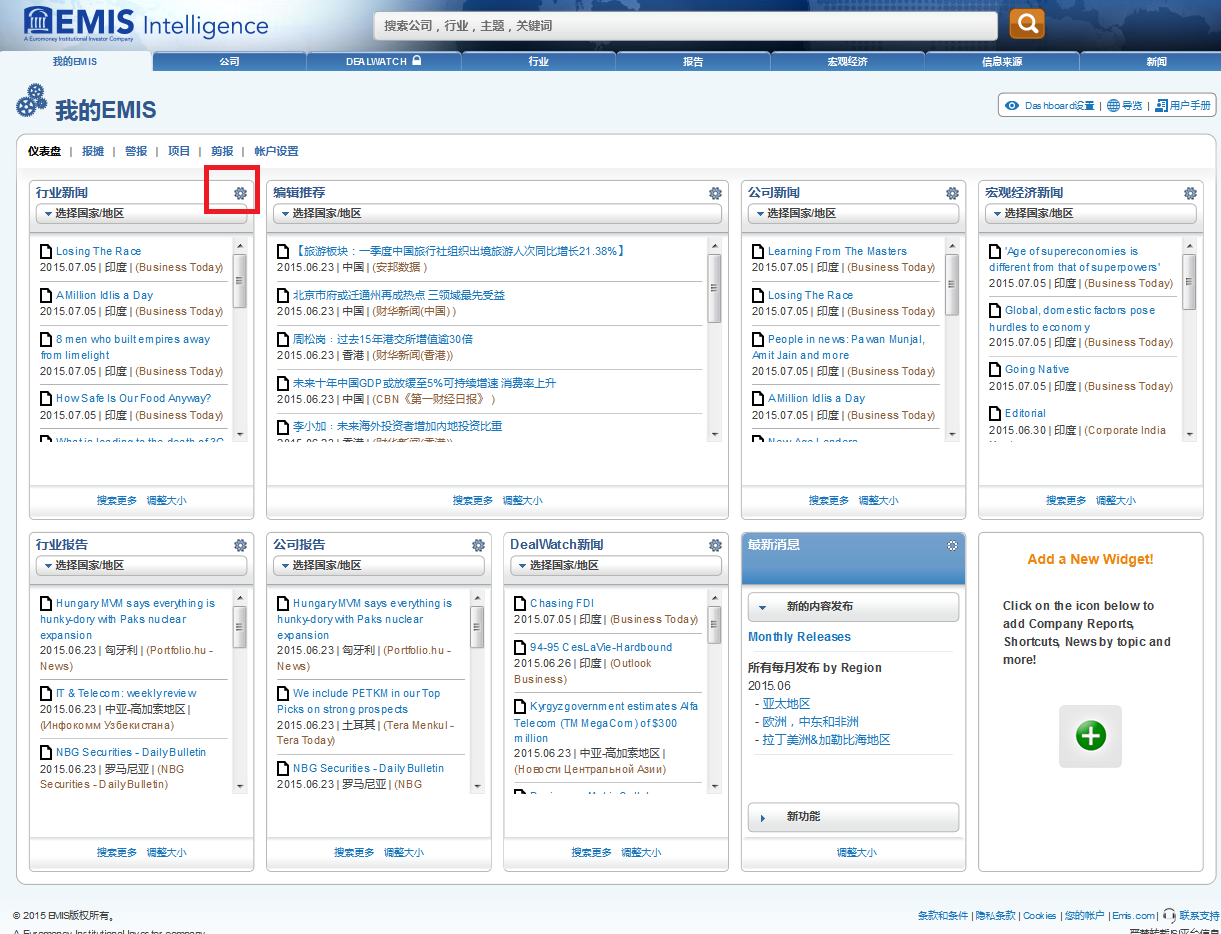 EMIS Intelligence
A Euromoney Institutional Investor Company
搜索公司，行业，主题，关键词
我的EMIS 公司 DEALWATCH 行业 报告 宏观经济 信息来源 新闻
我的EMIS
Dashboard设置 | 导览 | 用户手册
仪表盘 | 报摊 | 警报 | 项目 | 剪报 | 帐户设置
行业新闻
选择国家/地区
Losing The Race
2015.07.05 | 印度 | (Business Today)
A Million Idlis a Day
2015.07.05 | 印度 | (Business Today)
8 men who built empires away
from limelight
2015.07.05 | 印度 | (Business Today)
How Safe Is Our Food Anyway?
2015.07.05 | 印度 | (Business Today)
What is leading to the death of 3G
搜索更多 调整大小
编辑推荐
选择国家/地区
【旅游板块：一季度中国旅行社组织出境旅游人次同比增长21.38%】
2015.06.23 | 中国 | (安邦数据 )
北京市府或迁通州再成热点 三领域最先受益
2015.06.23 | 中国 | (财华新闻(中国) )
周松岗：过去15年港交所增值逾30倍
2015.06.23 | 香港 | (财华新闻(香港))
未来十年中国GDP或放缓至5%可持续增速 消费率上升
2015.06.23 | 中国 | (CBN《第一财经日报》 )
李小加：未来海外投资者增加内地投资比重
2015.06.23 | 香港 | (财华新闻(香港))
搜索更多 调整大小
公司新闻
选择国家/地区
Learning From The Masters
2015.07.05 | 印度 | (Business Today)
Losing The Race
2015.07.05 | 印度 | (Business Today)
People in news: Pawan Munjal,
Amit Jain and more
2015.07.05 | 印度 | (Business Today)
A Million Idlis a Day
2015.07.05 | 印度 | (Business Today)
New Age Leaders
搜索更多 调整大小
宏观经济新闻
选择国家/地区
'Age of supereconomies is
different from that of superpowers'
2015.07.05 | 印度 | (Business Today)
Global, domestic factors pose
hurdles to economy
2015.07.05 | 印度 | (Business Today)
Going Native
2015.07.05 | 印度 | (Business Today)
Editorial
2015.06.30 | 印度 | (Corporate India
搜索更多 调整大小
行业报告
选择国家/地区
Hungary MVM says everything is
hunky-dory with Paks nuclear
expansion
2015.06.23 | 匈牙利 | (Portfolio.hu -
News)
IT & Telecom: weekly review
2015.06.23 | 中亚-高加索地区 |
(Инфокомм Узбекистана)
NBG Securities - Daily Bulletin
2015.06.23 | 罗马尼亚 | (NBG
Securities - Daily Bulletin)
搜索更多 调整大小
公司报告
选择国家/地区
Hungary MVM says everything is
hunky-dory with Paks nuclear
expansion
2015.06.23 | 匈牙利 | (Portfolio.hu -
News)
We include PETKM in our Top
Picks on strong prospects
2015.06.23 | 土耳其 | (Tera Menkul -
Tera Today)
NBG Securities - Daily Bulletin
2015.06.23 | 罗马尼亚 | (NBG
搜索更多 调整大小
DealWatch新闻
选择国家/地区
Chasing FDI
2015.07.05 | 印度 | (Business Today)
94-95 CesLaVie-Hardbound
2015.06.26 | 印度 | (Outlook
Business)
Kyrgyz government estimates Alfa
Telecom (TM MegaCom) of $300
million
2015.06.23 | 中亚-高加索地区 |
(Новости Центральной Азии)
搜索更多 调整大小
最新消息
新的内容发布
Monthly Releases
所有每月发布 by Region
2015.06
- 亚太地区
- 欧洲，中东和非洲
- 拉丁美洲&加勒比海地区
新功能
调整大小
Add a New Widget!
Click on the icon below to
add Company Reports,
Shortcuts, News by topic and
more!
© 2015 EMIS版权所有。
A Euromoney Institutional Investor company
条款和条件 | 隐私条款 | Cookies | 您的帐户 | Emis.com | 联系支持